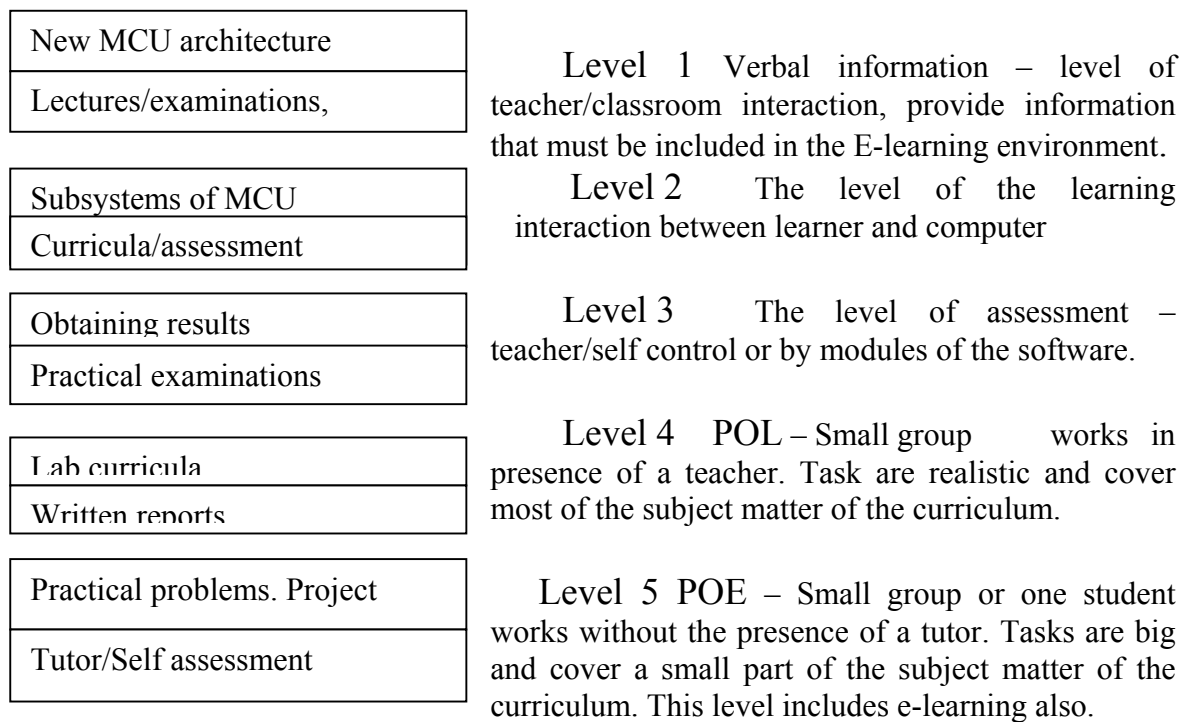 New MCU architecture
Lectures/examinations,
Level 1 Verbal information – level of
teacher/classroom interaction, provide information
that must be included in the E-learning environment.
Subsystems of MCU
Curricula/assessment
Level 2 The level of the learning
interaction between learner and computer
Obtaining results
Practical examinations
Level 3 The level of assessment –
teacher/self control or by modules of the software.
Lab curricula
Written reports
Level 4 POL – Small group works in
presence of a teacher. Task are realistic and cover
most of the subject matter of the curriculum.
Practical problems. Project
Tutor/Self assessment
Level 5 POE – Small group or one student
works without the presence of a tutor. Tasks are big
and cover a small part of the subject matter of the
curriculum. This level includes e-learning also.